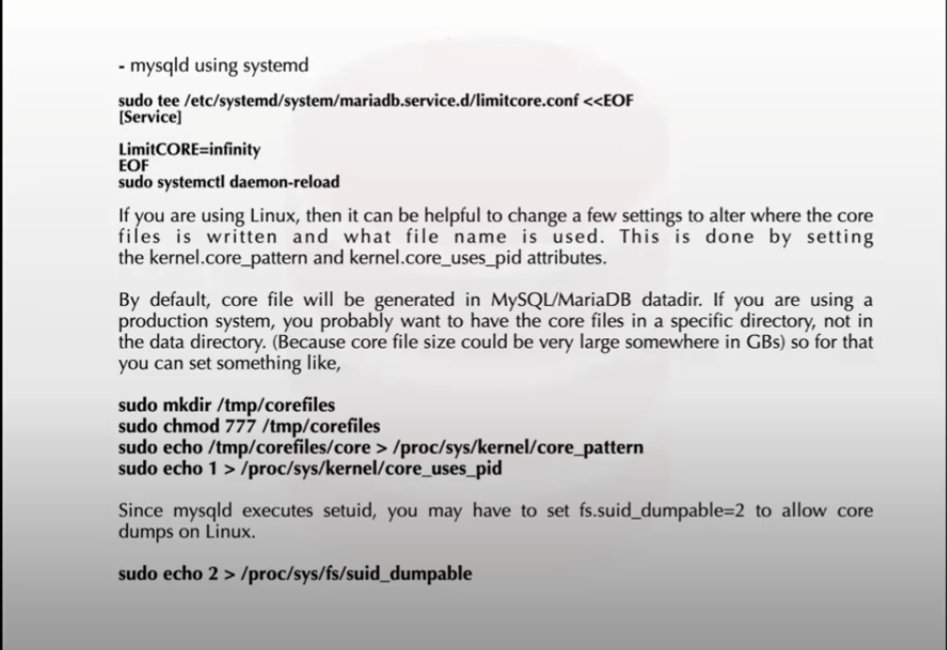 - mysqld using systemd
sudo tee /etc/systemd/system/mariadb.service.d/limitcore.conf <<EOF
[Service]
LimitCORE=infinity
EOF
sudo systemctl daemon-reload
If you are using Linux, then it can be helpful to change a few settings to alter where the core
files is written and what file name is used. This is done by setting
the kernel.core_pattern and kernel.core_uses_pid attributes.
By default, core file will be generated in MySQL/MariaDB datadir. If you are using a
production system, you probably want to have the core files in a specific directory, not in
the data directory. (Because core file size could be very large somewhere in GBs) so for that
you can set something like,
sudo mkdir /tmp/corefiles
sudo chmod 777 /tmp/corefiles
sudo echo /tmp/corefiles/core > /proc/sys/kernel/core_pattern
sudo echo 1 > /proc/sys/kernel/core_uses_pid
Since mysqld executes setuid, you may have to set fs.suid_dumpable=2 to allow core
dumps on Linux.
sudo echo 2 > /proc/sys/fs/suid_dumpable